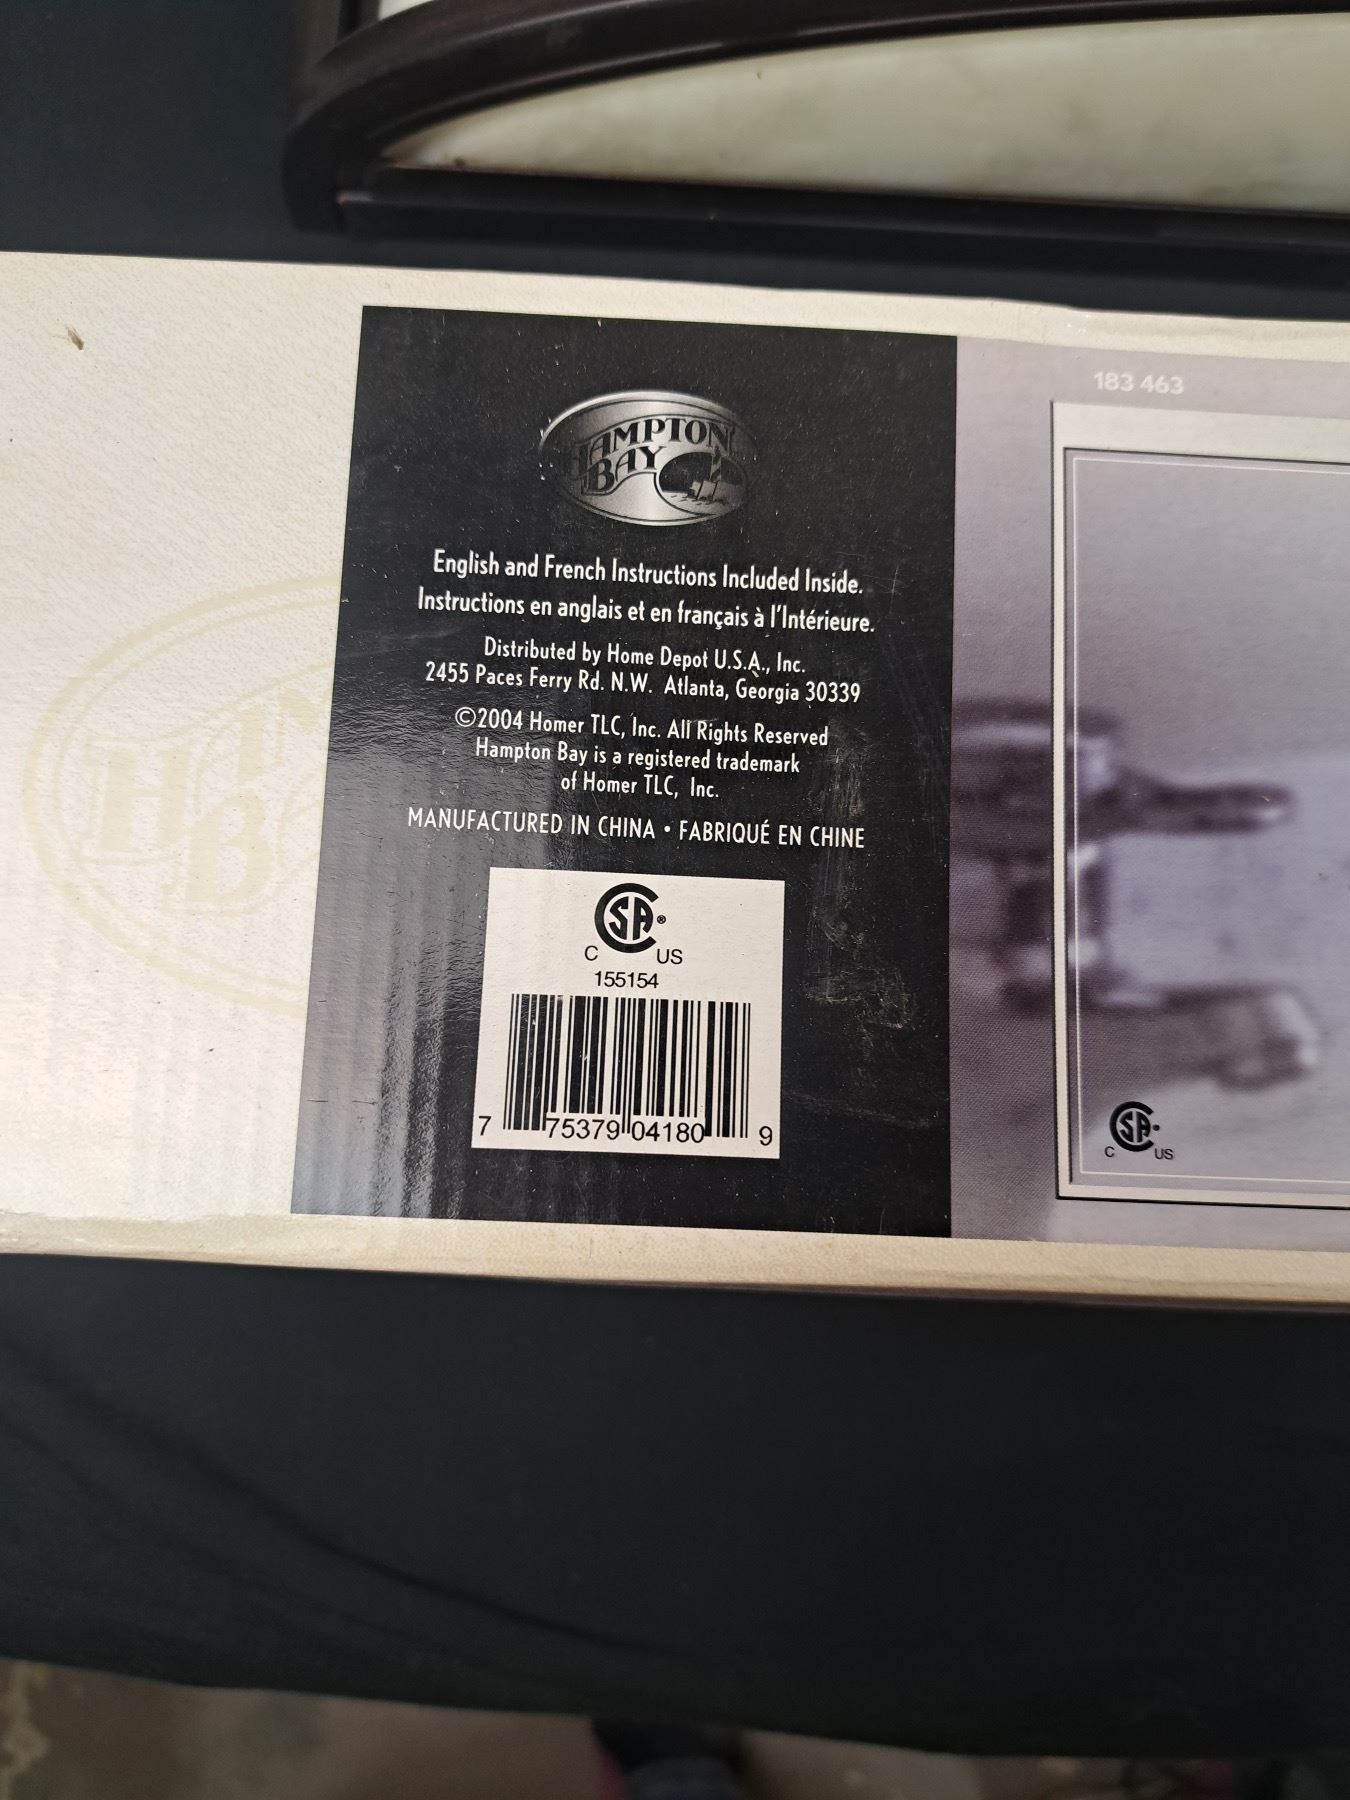 HAMPTON
BAY
183 463
English and French Instructions Included Inside.
Instructions en anglais et en français à l'Intérieure.
Distributed by Home Depot U.S.A., Inc.
2455 Paces Ferry Rd. N.W. Atlanta, Georgia 30339
©2004 Homer TLC, Inc. All Rights Reserved
Hampton Bay is a registered trademark
of Homer TLC, Inc.
MANUFACTURED IN CHINA • FABRIQUÉ EN CHINE
HB
CSA®
C US
155154
7 75379 04180 9
CSA
C US